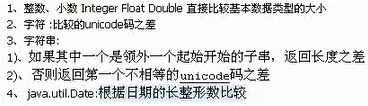 1、整数、小数 Integer Float Double 直接比较基本数据类型的大小
2、字符 :比较的unicode码之差
3、字符串:
1)、如果其中一个是领外一个起始开始的子串，返回长度之差
2)、否则返回第一个不相等的unicode码之差
4、java.util.Date:根据日期的长整形数比较